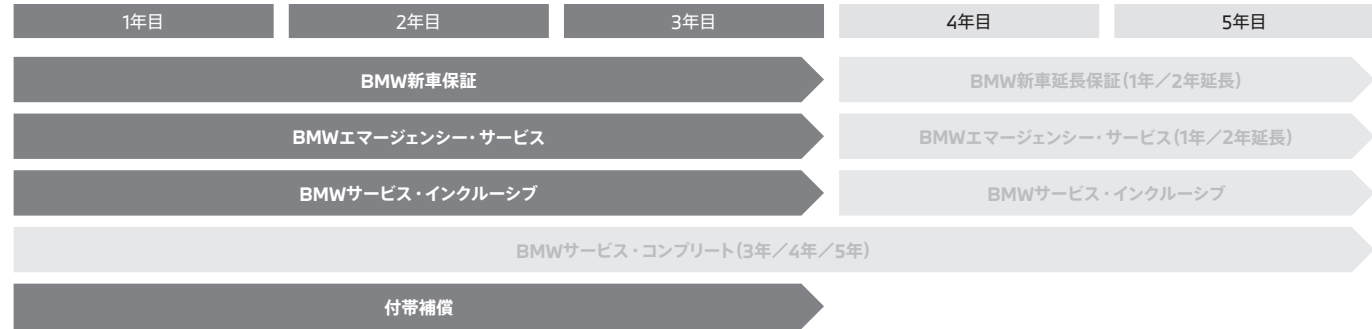 1年目 2年目 3年目 4年目 5年目
BMW新車保証 BMW新車延長保証(1年／2年延長)
BMWエマージェンシー・サービス BMWエマージェンシー・サービス(1年／2年延長)
BMWサービス・インクルーシブ BMWサービス・インクルーシブ
BMWサービス・コンプリート(3年／4年／5年)
付帯補償